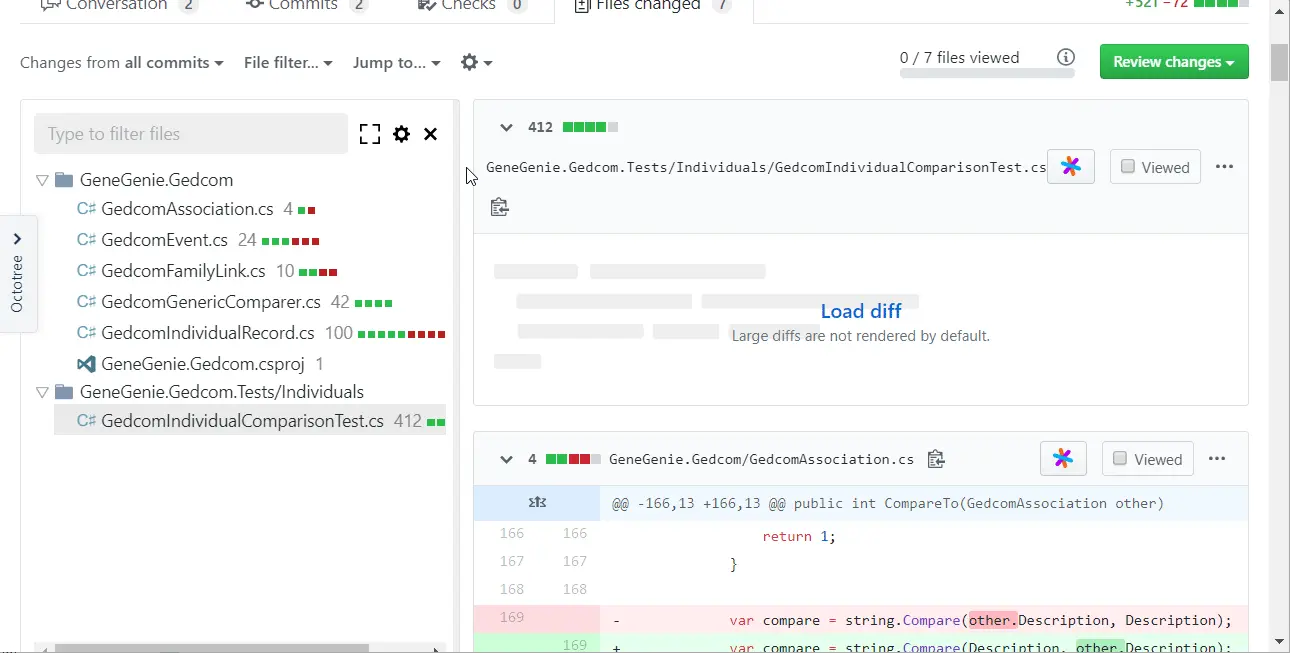 Conversation 2 Commits 2 Checks 0 Files changed 7 +521 −72
Changes from all commits File filter... Jump to... 0 / 7 files viewed Review changes
Type to filter files
GeneGenie.Gedcom
C# GedcomAssociation.cs 4
C# GedcomEvent.cs 24
C# GedcomFamilyLink.cs 10
C# GedcomGenericComparer.cs 42
C# GedcomIndividualRecord.cs 100
GeneGenie.Gedcom.csproj 1
GeneGenie.Gedcom.Tests/Individuals
C# GedcomIndividualComparisonTest.cs 412
Octotree
412
GeneGenie.Gedcom.Tests/Individuals/GedcomIndividualComparisonTest.cs Viewed
Load diff
Large diffs are not rendered by default.
4 GeneGenie.Gedcom/GedcomAssociation.cs Viewed
@@ -166,13 +166,13 @@ public int CompareTo(GedcomAssociation other)
166 166 return 1;
167 167 }
168 168
169 - var compare = string.Compare(other.Description, Description);
169 + var compare = string.Compare(Description, other.Description);